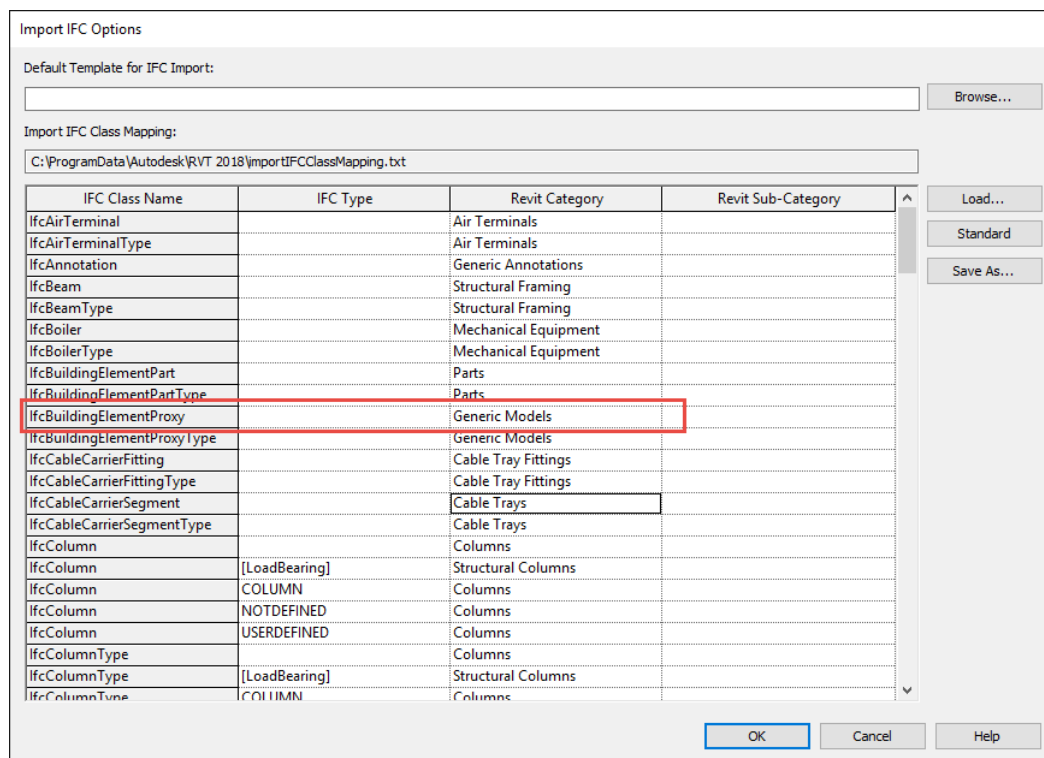 Import IFC Options
Default Template for IFC Import:
Browse...
Import IFC Class Mapping:
C:\ProgramData\Autodesk\RVT 2018\importIFCClassMapping.txt
IFC Class Name IFC Type Revit Category Revit Sub-Category Load...
IfcAirTerminal Air Terminals
IfcAirTerminalType Air Terminals Standard
IfcAnnotation Generic Annotations Save As...
IfcBeam Structural Framing
IfcBeamType Structural Framing
IfcBoiler Mechanical Equipment
IfcBoilerType Mechanical Equipment
IfcBuildingElementPart Parts
IfcBuildingElementPartType Parts
IfcBuildingElementProxy Generic Models
IfcBuildingElementProxyType Generic Models
IfcCableCarrierFitting Cable Tray Fittings
IfcCableCarrierFittingType Cable Tray Fittings
IfcCableCarrierSegment Cable Trays
IfcCableCarrierSegmentType Cable Trays
IfcColumn Columns
IfcColumn [LoadBearing] Structural Columns
IfcColumn COLUMN Columns
IfcColumn NOTDEFINED Columns
IfcColumn USERDEFINED Columns
IfcColumnType Columns
IfcColumnType [LoadBearing] Structural Columns
IfcColumnType COLUMN Columns
OK Cancel Help